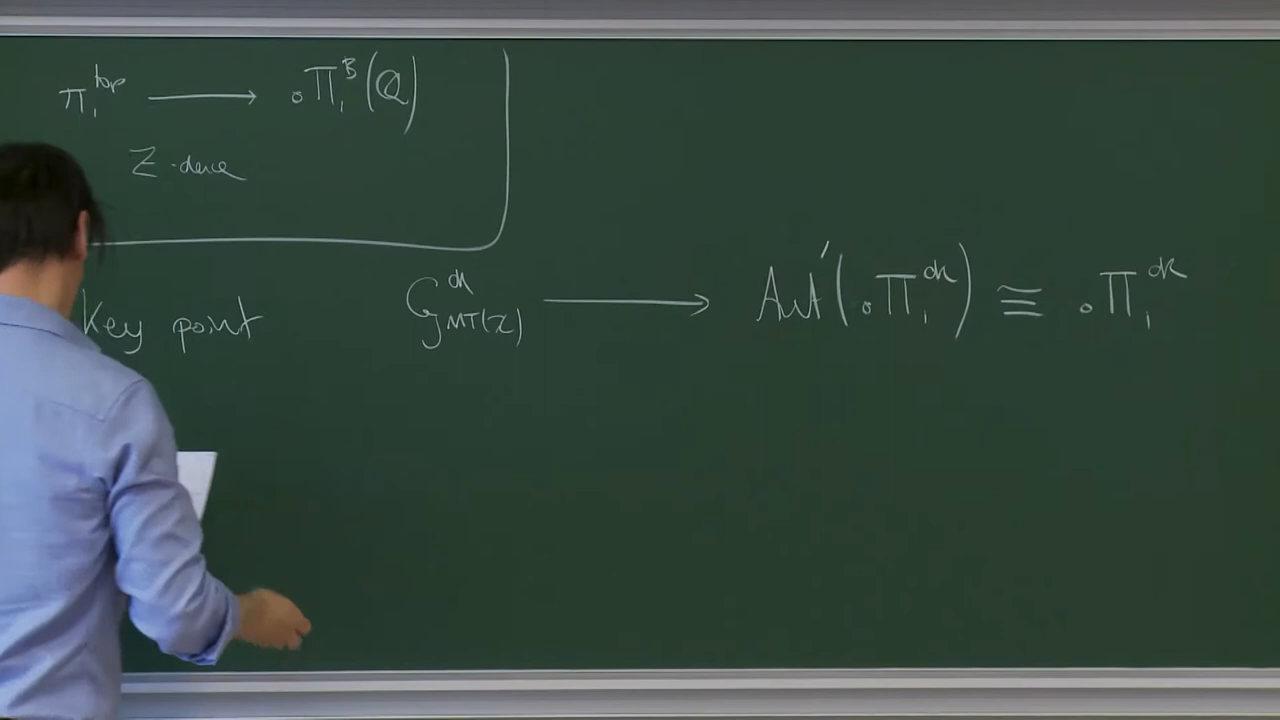 π₁^top ⟶ ₀Π₁^B(Q)
Z-dense
Key point G^dR_MT(Z) ⟶ Aut′(₀Π₁^dR) ≅ ₀Π₁^dR